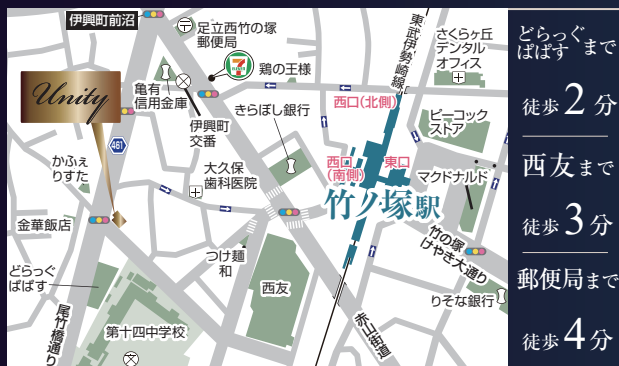 伊興町前沼
足立西竹の塚
郵便局
鶏の王様
亀有
信用金庫
伊興町
交番
きらぼし銀行
Unity
461
かふぇ
りすた
大久保
歯科医院
金華飯店
つけ麺
和
どらっぐ
ぱぱす
西友
第十四中学校
尾竹橋通り
赤山街道
東武伊勢崎線
さくらヶ丘
デンタル
オフィス
西口(北側)
ピーコック
ストア
西口
(南側)
東口
マクドナルド
竹ノ塚駅
竹の塚
けやき大通り
りそな銀行
どらっぐ
ぱぱすまで
徒歩2分
西友まで
徒歩3分
郵便局まで
徒歩4分